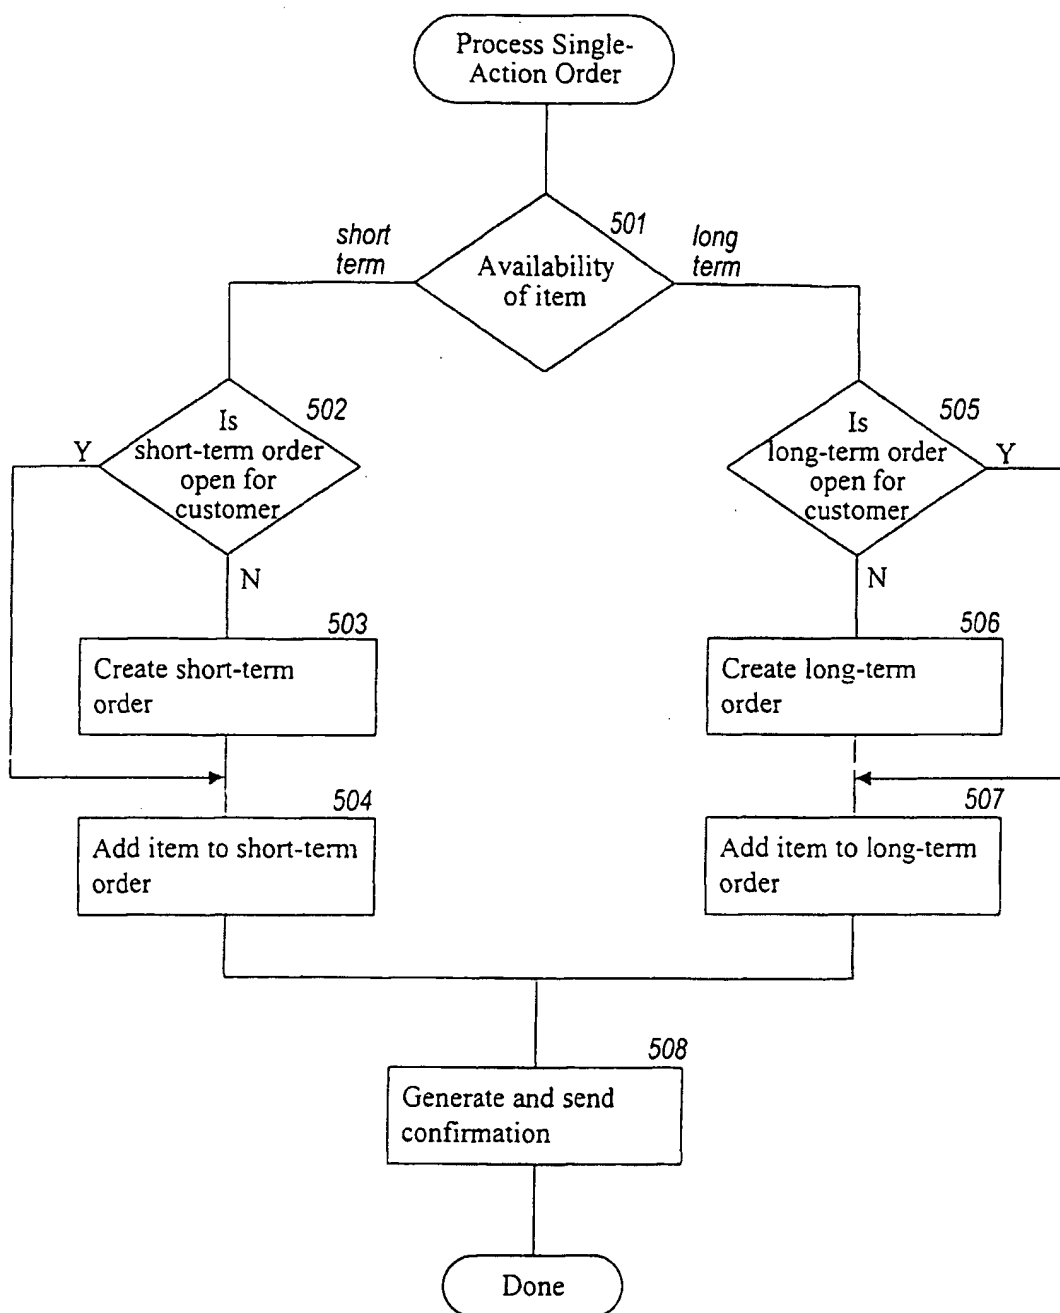 Process Single-
Action Order
501
short
term
long
term
Availability
of item
502
Is
short-term order
open for
customer
Y
N
505
Is
long-term order
open for
customer
Y
N
503
Create short-term
order
506
Create long-term
order
504
Add item to short-term
order
507
Add item to long-term
order
508
Generate and send
confirmation
Done